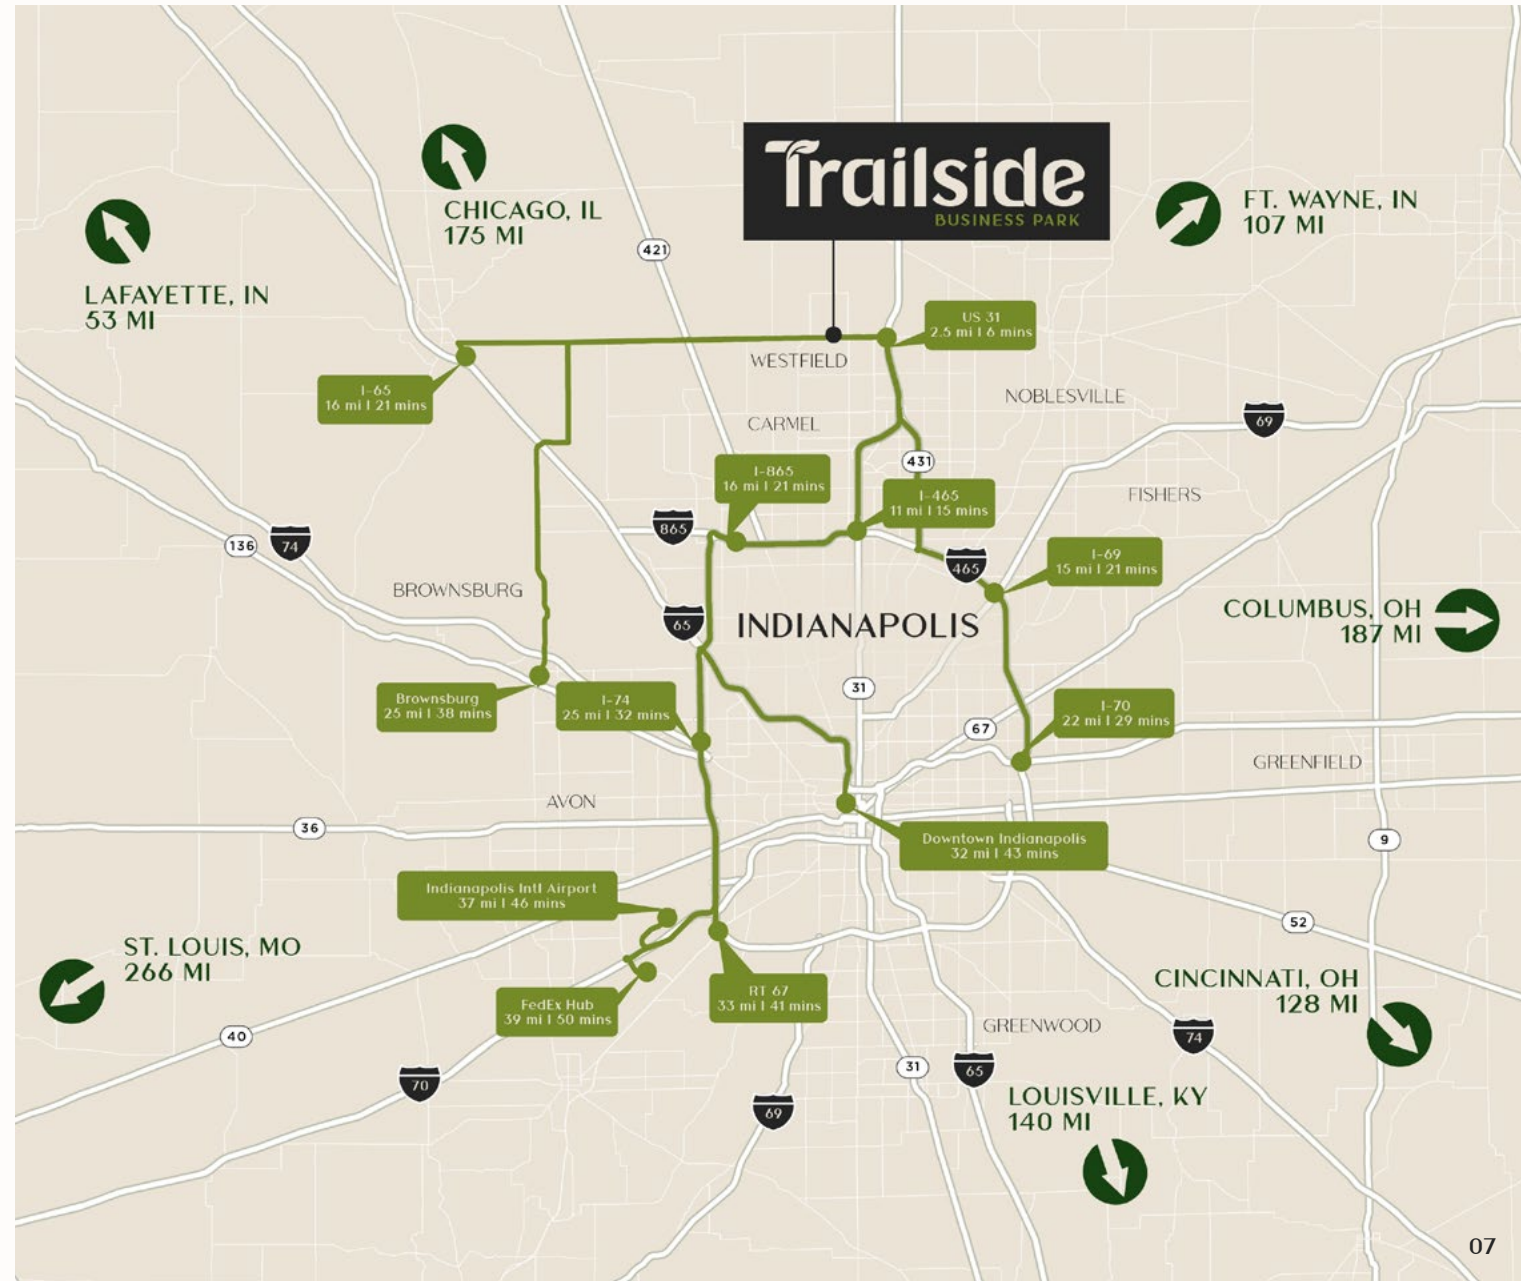 Trailside
BUSINESS PARK
CHICAGO, IL
175 MI
FT. WAYNE, IN
107 MI
421
LAFAYETTE, IN
53 MI
US 31
2.5 mi | 6 mins
WESTFIELD
I-65
16 mi | 21 mins
NOBLESVILLE
69
CARMEL
431
I-865
16 mi | 21 mins
I-465
11 mi | 15 mins
FISHERS
865
136
74
465
I-69
15 mi | 21 mins
BROWNSBURG
65
INDIANAPOLIS
COLUMBUS, OH
187 MI
31
Brownsburg
25 mi | 38 mins
I-74
25 mi | 32 mins
I-70
22 mi | 29 mins
67
GREENFIELD
AVON
36
Downtown Indianapolis
32 mi | 43 mins
9
Indianapolis Intl Airport
37 mi | 46 mins
52
ST. LOUIS, MO
266 MI
CINCINNATI, OH
128 MI
FedEx Hub
39 mi | 50 mins
RT 67
33 mi | 41 mins
GREENWOOD
40
74
31
65
70
69
LOUISVILLE, KY
140 MI
07